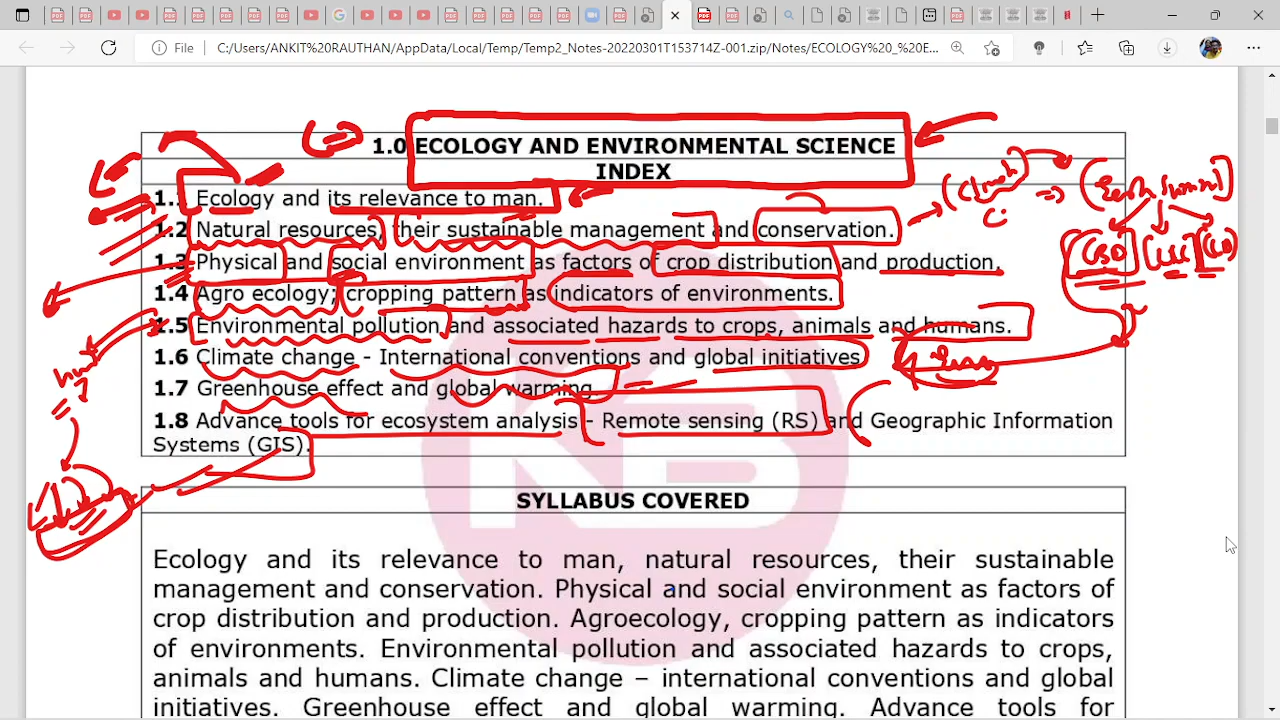 File
C:/Users/ANKIT%20RAUTHAN/AppData/Local/Temp/Temp2_Notes-20220301T153714Z-001.zip/Notes/ECOLOGY%20_%20E...
1.0 ECOLOGY AND ENVIRONMENTAL SCIENCE
INDEX
1.1 Ecology and its relevance to man.
1.2 Natural resources, their sustainable management and conservation.
1.3 Physical and social environment as factors of crop distribution and production.
1.4 Agro ecology; cropping pattern as indicators of environments.
1.5 Environmental pollution and associated hazards to crops, animals and humans.
1.6 Climate change - International conventions and global initiatives.
1.7 Greenhouse effect and global warming.
1.8 Advance tools for ecosystem analysis - Remote sensing (RS) and Geographic Information
Systems (GIS).
SYLLABUS COVERED
Ecology and its relevance to man, natural resources, their sustainable
management and conservation. Physical and social environment as factors of
crop distribution and production. Agroecology, cropping pattern as indicators
of environments. Environmental pollution and associated hazards to crops,
animals and humans. Climate change – international conventions and global
initiatives. Greenhouse effect and global warming. Advance tools for